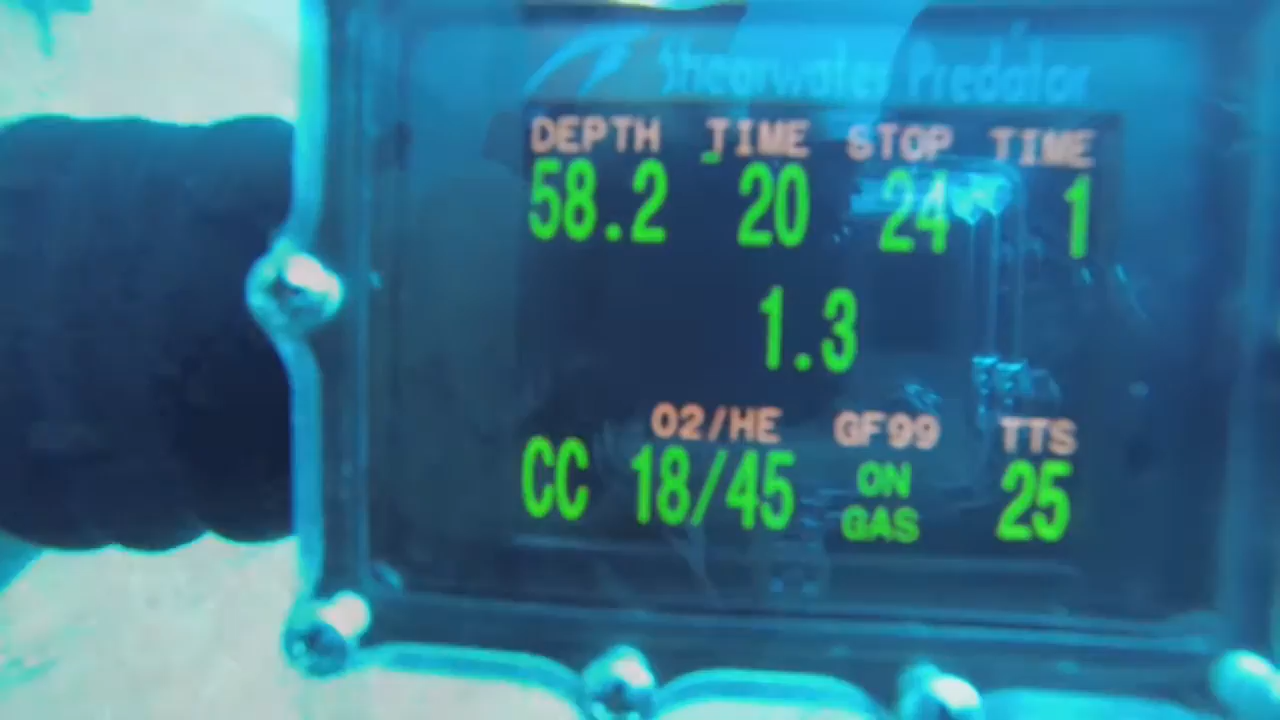 Shearwater Predator
DEPTH TIME STOP TIME
58.2 20 24 1
1.3
O2/HE GF99 TTS
CC 18/45 ON GAS 25